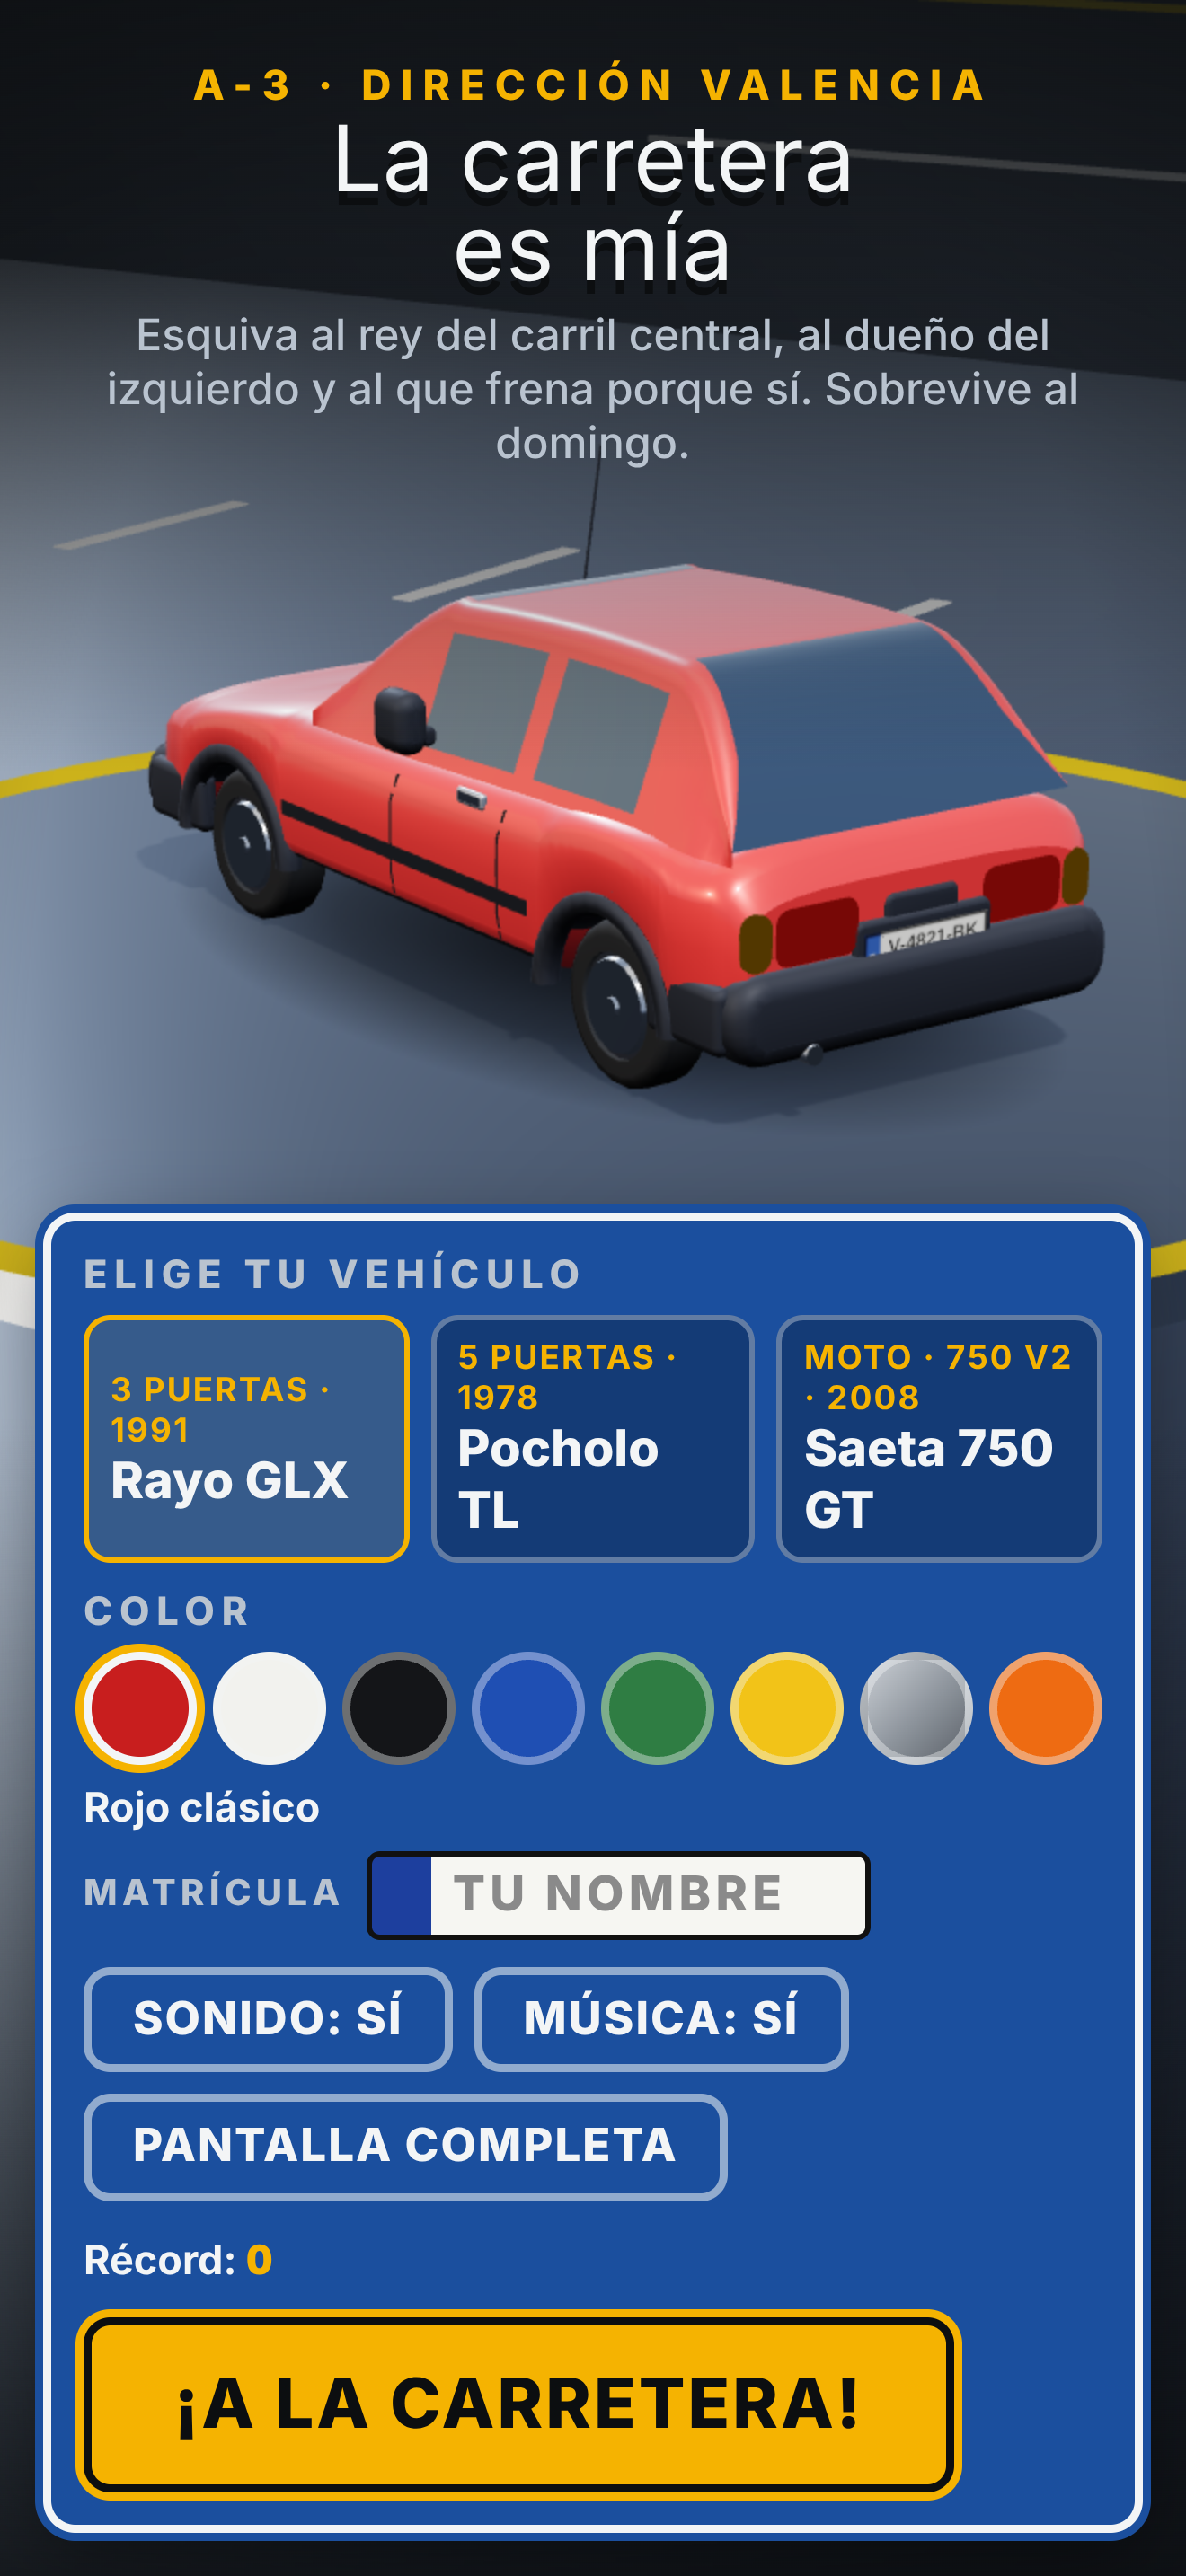 A-3 · DIRECCIÓN VALENCIA
La carretera
es mía
Esquiva al rey del carril central, al dueño del
izquierdo y al que frena porque sí. Sobrevive al
domingo.
V-4821-BK
ELIGE TU VEHÍCULO
3 PUERTAS ·
1991
Rayo GLX
5 PUERTAS ·
1978
Pocholo
TL
MOTO · 750 V2
· 2008
Saeta 750
GT
COLOR
Rojo clásico
MATRÍCULA
TU NOMBRE
SONIDO: SÍ
MÚSICA: SÍ
PANTALLA COMPLETA
Récord: 0
¡A LA CARRETERA!